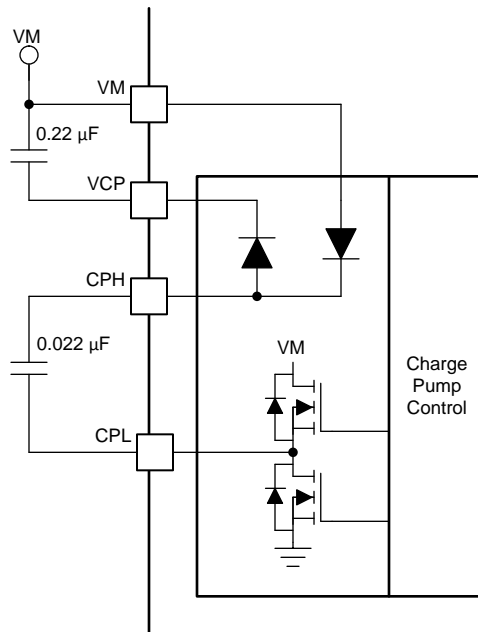 VM
VM
0.22 µF
VCP
CPH
0.022 µF
VM
Charge
Pump
Control
CPL